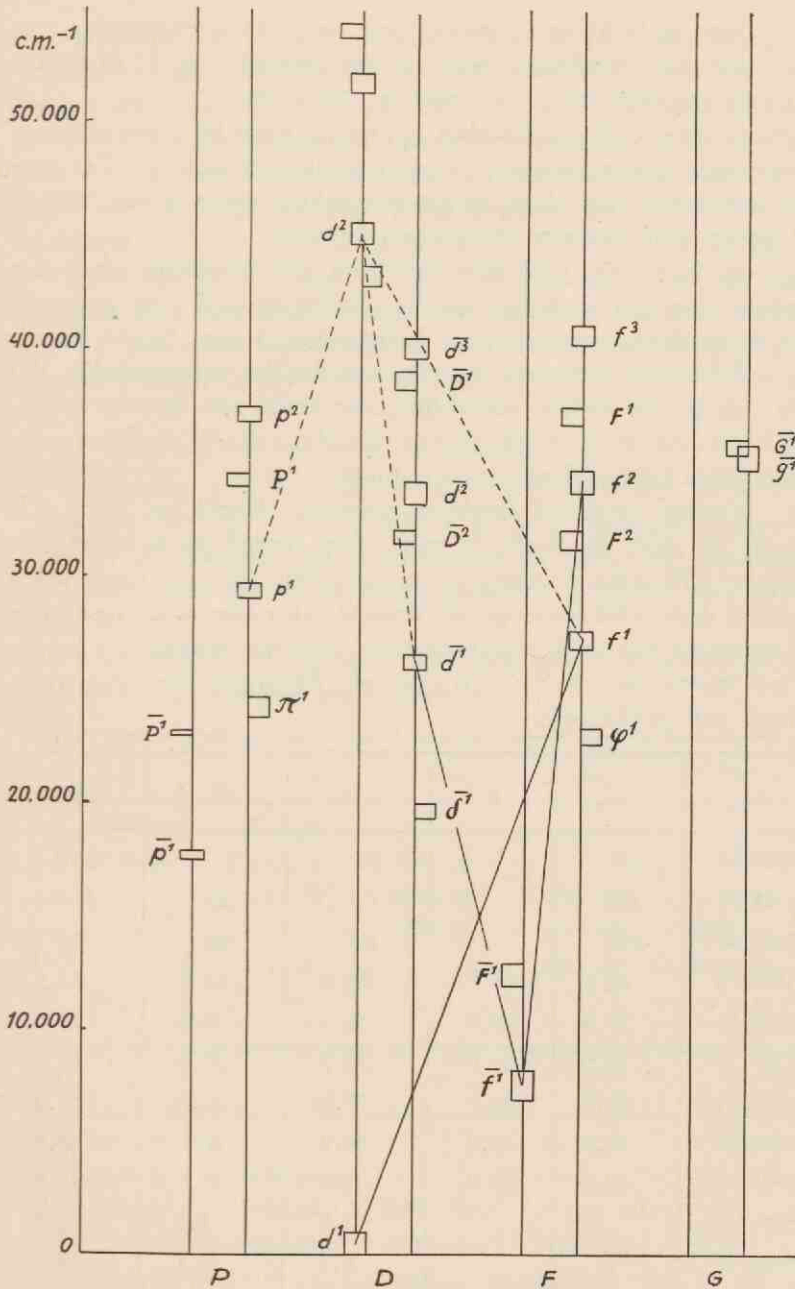 c.m.⁻¹
50.000
d²
40.000
f³
d̅³
D̅¹
p²
F¹
G̅¹
g̅¹
P¹
f²
d̅²
D̅²
F²
30.000
p¹
f¹
d̅¹
π¹
P̅¹
φ¹
20.000
δ̅¹
p̅¹
F̅¹
10.000
f̅¹
d¹
0
P D F G